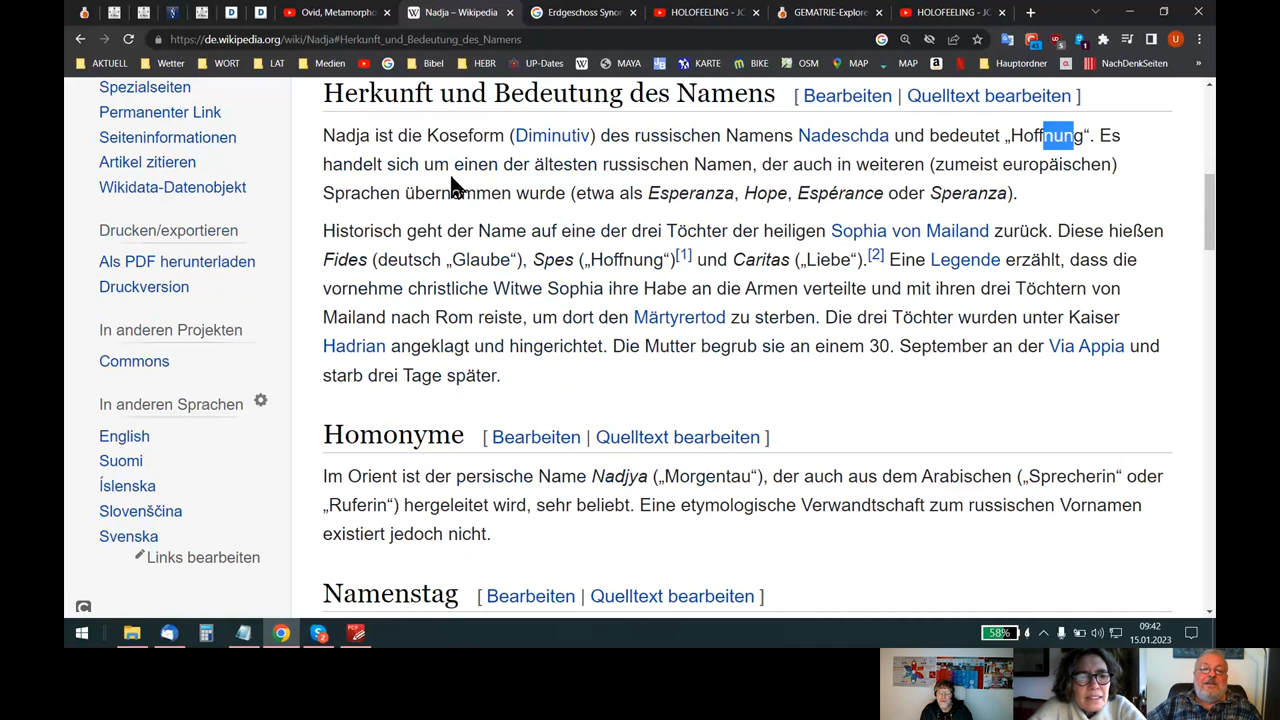 Ovid, Metamorpho
Nadja – Wikipedia
Erdgeschoss Syno
HOLOFEELING - JC
GEMATRIE-Explore
HOLOFEELING - JC
https://de.wikipedia.org/wiki/Nadja#Herkunft_und_Bedeutung_des_Namens
AKTUELL Wetter WORT LAT Medien Bibel HEBR UP-Dates MAYA KARTE BIKE OSM MAP MAP Hauptordner NachDenkSeiten »
Spezialseiten
Permanenter Link
Seiteninformationen
Artikel zitieren
Wikidata-Datenobjekt
Drucken/exportieren
Als PDF herunterladen
Druckversion
In anderen Projekten
Commons
In anderen Sprachen
English
Suomi
Íslenska
Slovenščina
Svenska
Links bearbeiten
Herkunft und Bedeutung des Namens [ Bearbeiten | Quelltext bearbeiten ]
Nadja ist die Koseform (Diminutiv) des russischen Namens Nadeschda und bedeutet „Hoffnung“. Es
handelt sich um einen der ältesten russischen Namen, der auch in weiteren (zumeist europäischen)
Sprachen übernommen wurde (etwa als Esperanza, Hope, Espérance oder Speranza).
Historisch geht der Name auf eine der drei Töchter der heiligen Sophia von Mailand zurück. Diese hießen
Fides (deutsch „Glaube“), Spes („Hoffnung“)[1] und Caritas („Liebe“).[2] Eine Legende erzählt, dass die
vornehme christliche Witwe Sophia ihre Habe an die Armen verteilte und mit ihren drei Töchtern von
Mailand nach Rom reiste, um dort den Märtyrertod zu sterben. Die drei Töchter wurden unter Kaiser
Hadrian angeklagt und hingerichtet. Die Mutter begrub sie an einem 30. September an der Via Appia und
starb drei Tage später.
Homonyme [ Bearbeiten | Quelltext bearbeiten ]
Im Orient ist der persische Name Nadjya („Morgentau“), der auch aus dem Arabischen („Sprecherin“ oder
„Ruferin“) hergeleitet wird, sehr beliebt. Eine etymologische Verwandtschaft zum russischen Vornamen
existiert jedoch nicht.
Namenstag [ Bearbeiten | Quelltext bearbeiten ]
58%
09:42
15.01.2023